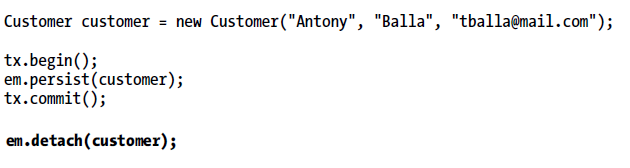 Customer customer = new Customer("Antony", "Balla", "tballa@mail.com");
tx.begin();
em.persist(customer);
tx.commit();
em.detach(customer);